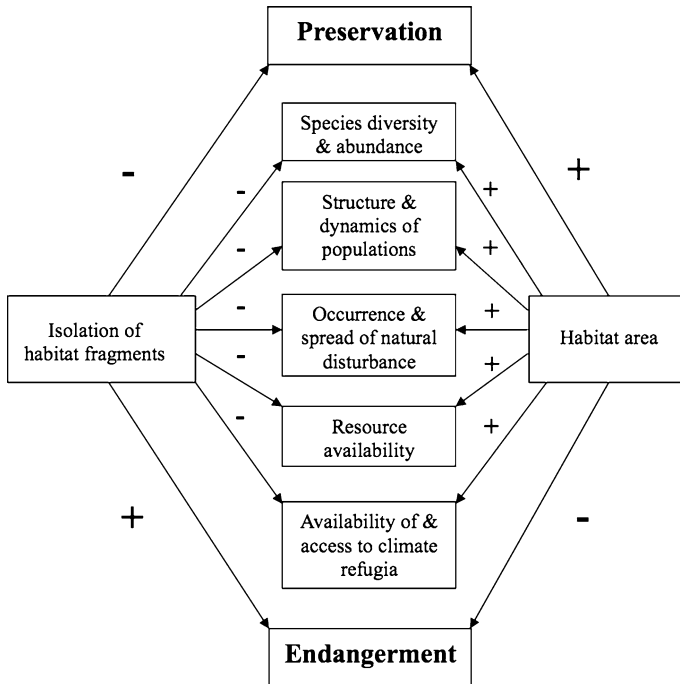 Preservation
Species diversity
& abundance
-
+
-
+
Structure &
dynamics of
populations
-
+
Isolation of
habitat fragments
-
Occurrence &
spread of natural
disturbance
+
Habitat area
-
+
Resource
availability
-
+
+
Availability of &
access to climate
refugia
-
Endangerment